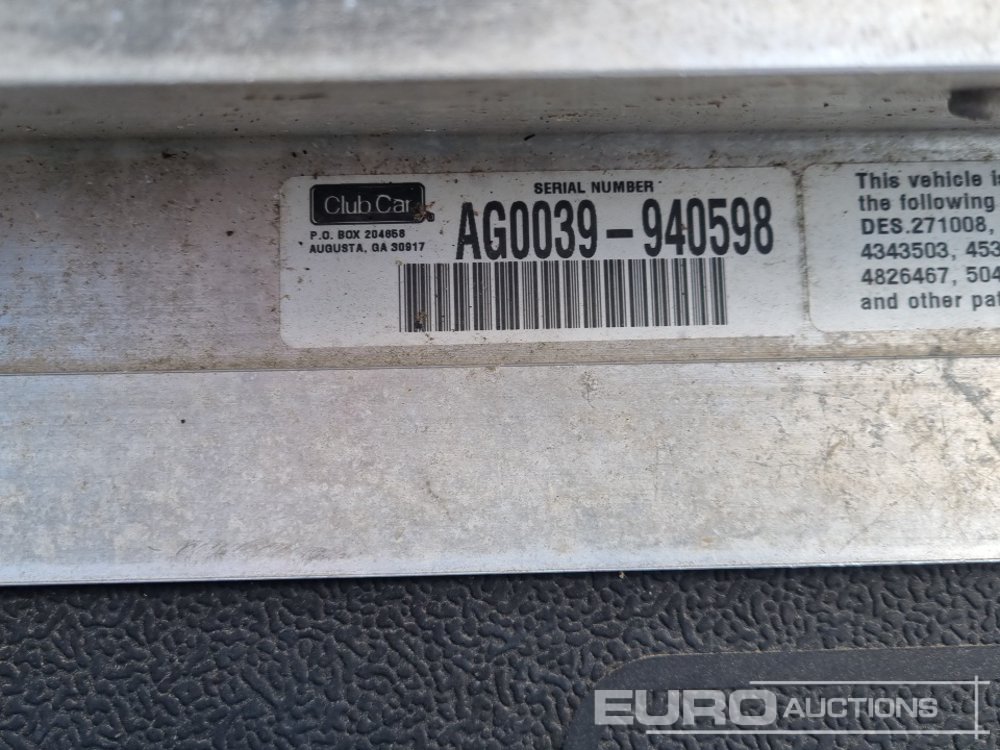 Club Car
P.O. BOX 204658
AUGUSTA, GA 30917
SERIAL NUMBER
AG0039-940598
This vehicle is
the following
DES.271008,
4343503, 453
4826467, 504
and other pat
EURO AUCTIONS